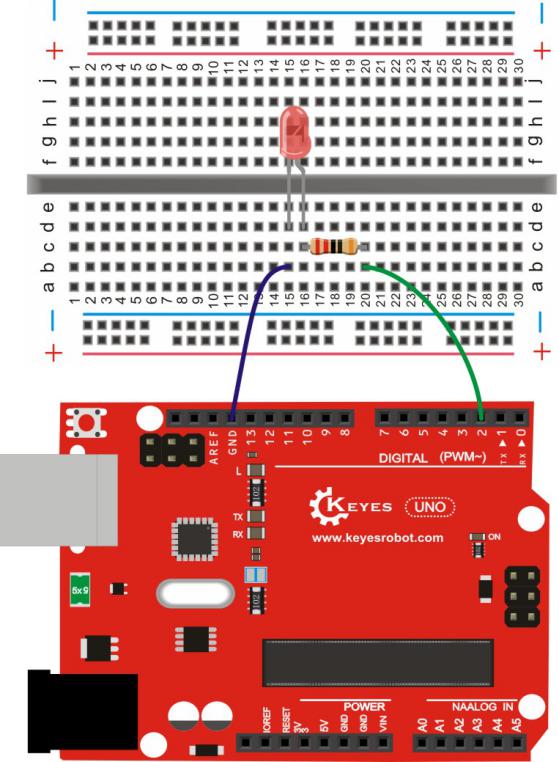 1 2 3 4 5 6 7 8 9 10 11 12 13 14 15 16 17 18 19 20 21 22 23 24 25 26 27 28 29 30
j j
i i
h h
g g
f f
e e
d d
c c
b b
a a
1 2 3 4 5 6 7 8 9 10 11 12 13 14 15 16 17 18 19 20 21 22 23 24 25 26 27 28 29 30
AREF GND 13 12 11 10 9 8 7 6 5 4 3 2 TX ▶ 1 RX ▶ 0
DIGITAL (PWM~)
L
102
TX
RX
KEYES UNO
www.keyesrobot.com
ON
102
5x5
POWER
NAALOG IN
IOREF RESET 3V3 5V GND GND VIN A0 A1 A2 A3 A4 A5